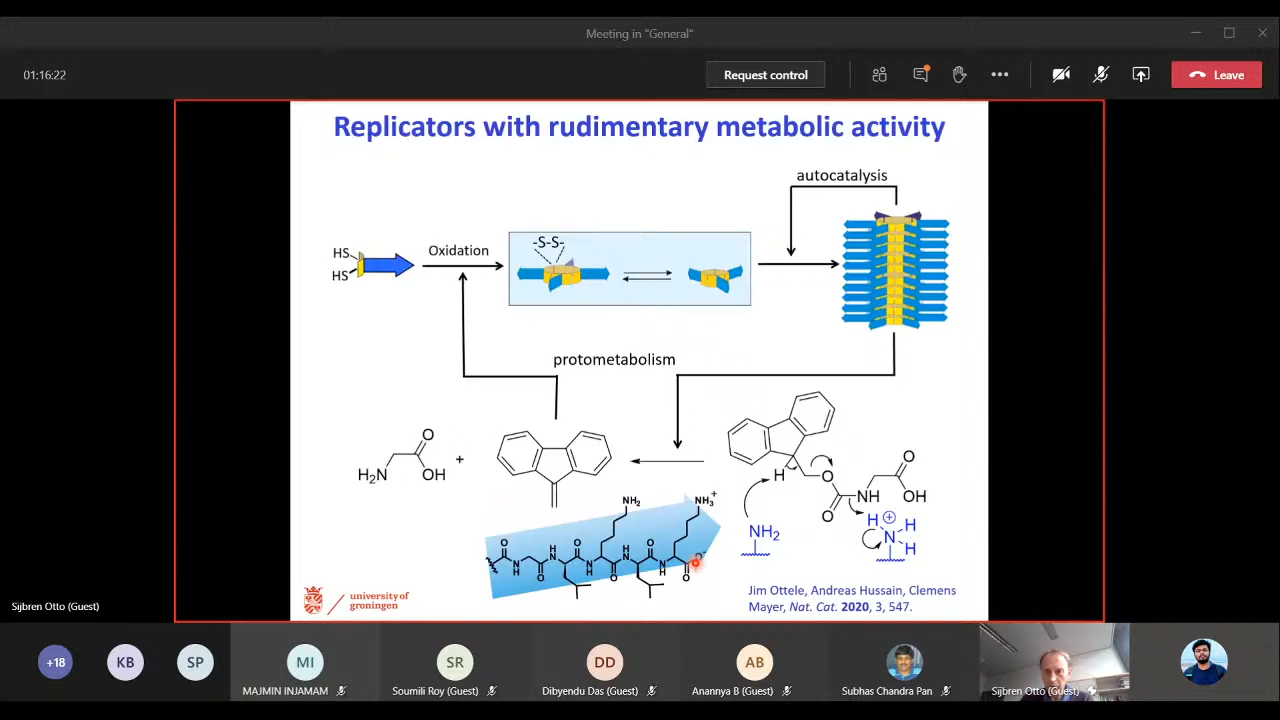 Meeting in "General"
01:16:22
Request control
Leave
Replicators with rudimentary metabolic activity
autocatalysis
-S-S-
HS
HS
Oxidation
protometabolism
O
H2N
OH
+
H
O
O
NH
O
OH
NH2
H
⊕
H
N
H
NH2
NH3+
O
H
N
O
H
N
O
N
H
O
N
H
O
N
H
O
university of
groningen
Jim Ottele, Andreas Hussain, Clemens
Mayer, Nat. Cat. 2020, 3, 547.
Sijbren Otto (Guest)
+18
KB
SP
MI
MAJMIN INJAMAM
SR
Soumili Roy (Guest)
DD
Dibyendu Das (Guest)
AB
Anannya B (Guest)
Subhas Chandra Pan
Sijbren Otto (Guest)